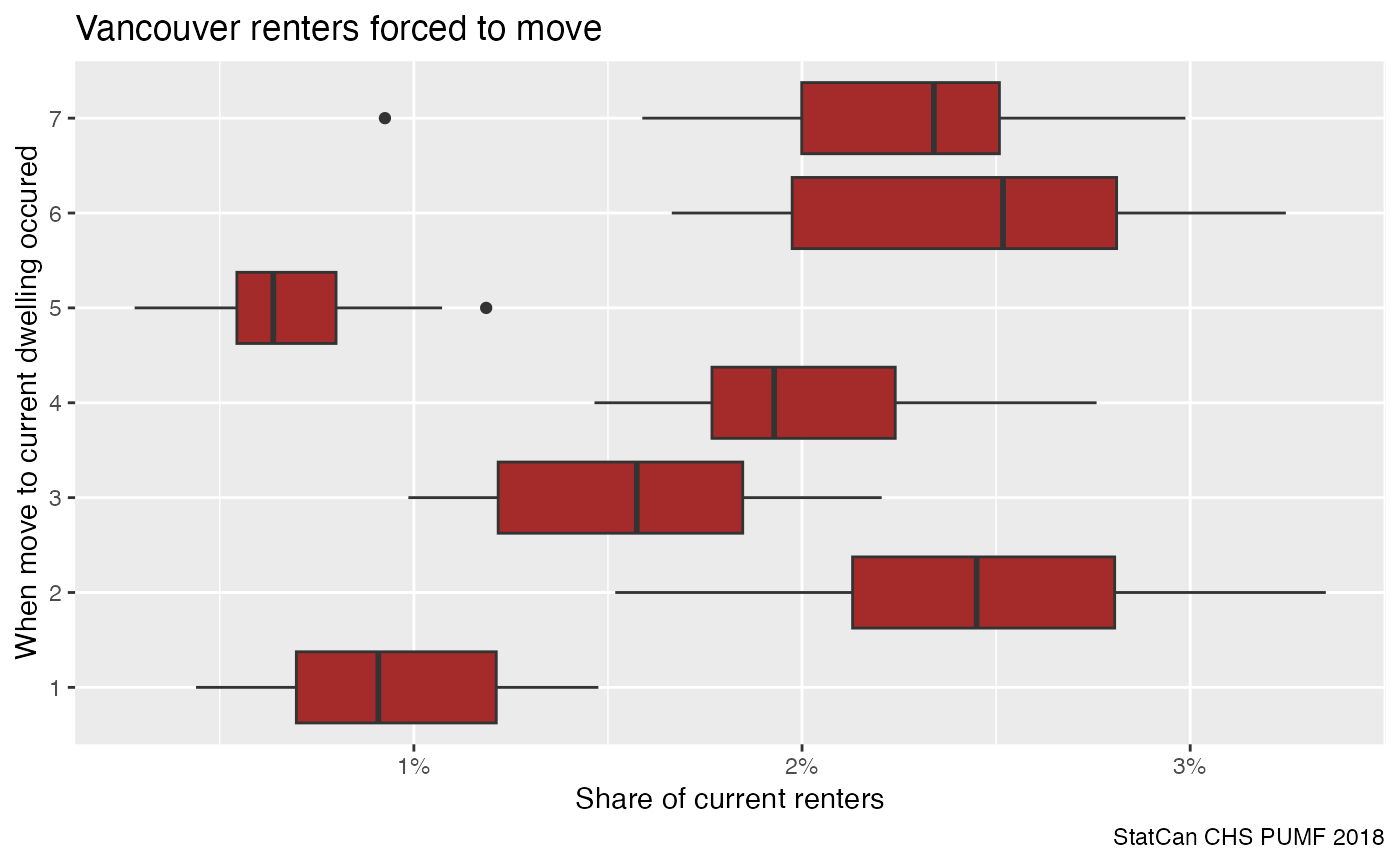 Vancouver renters forced to move
When move to current dwelling occured
7
6
5
4
3
2
1
1% 2% 3%
Share of current renters
StatCan CHS PUMF 2018